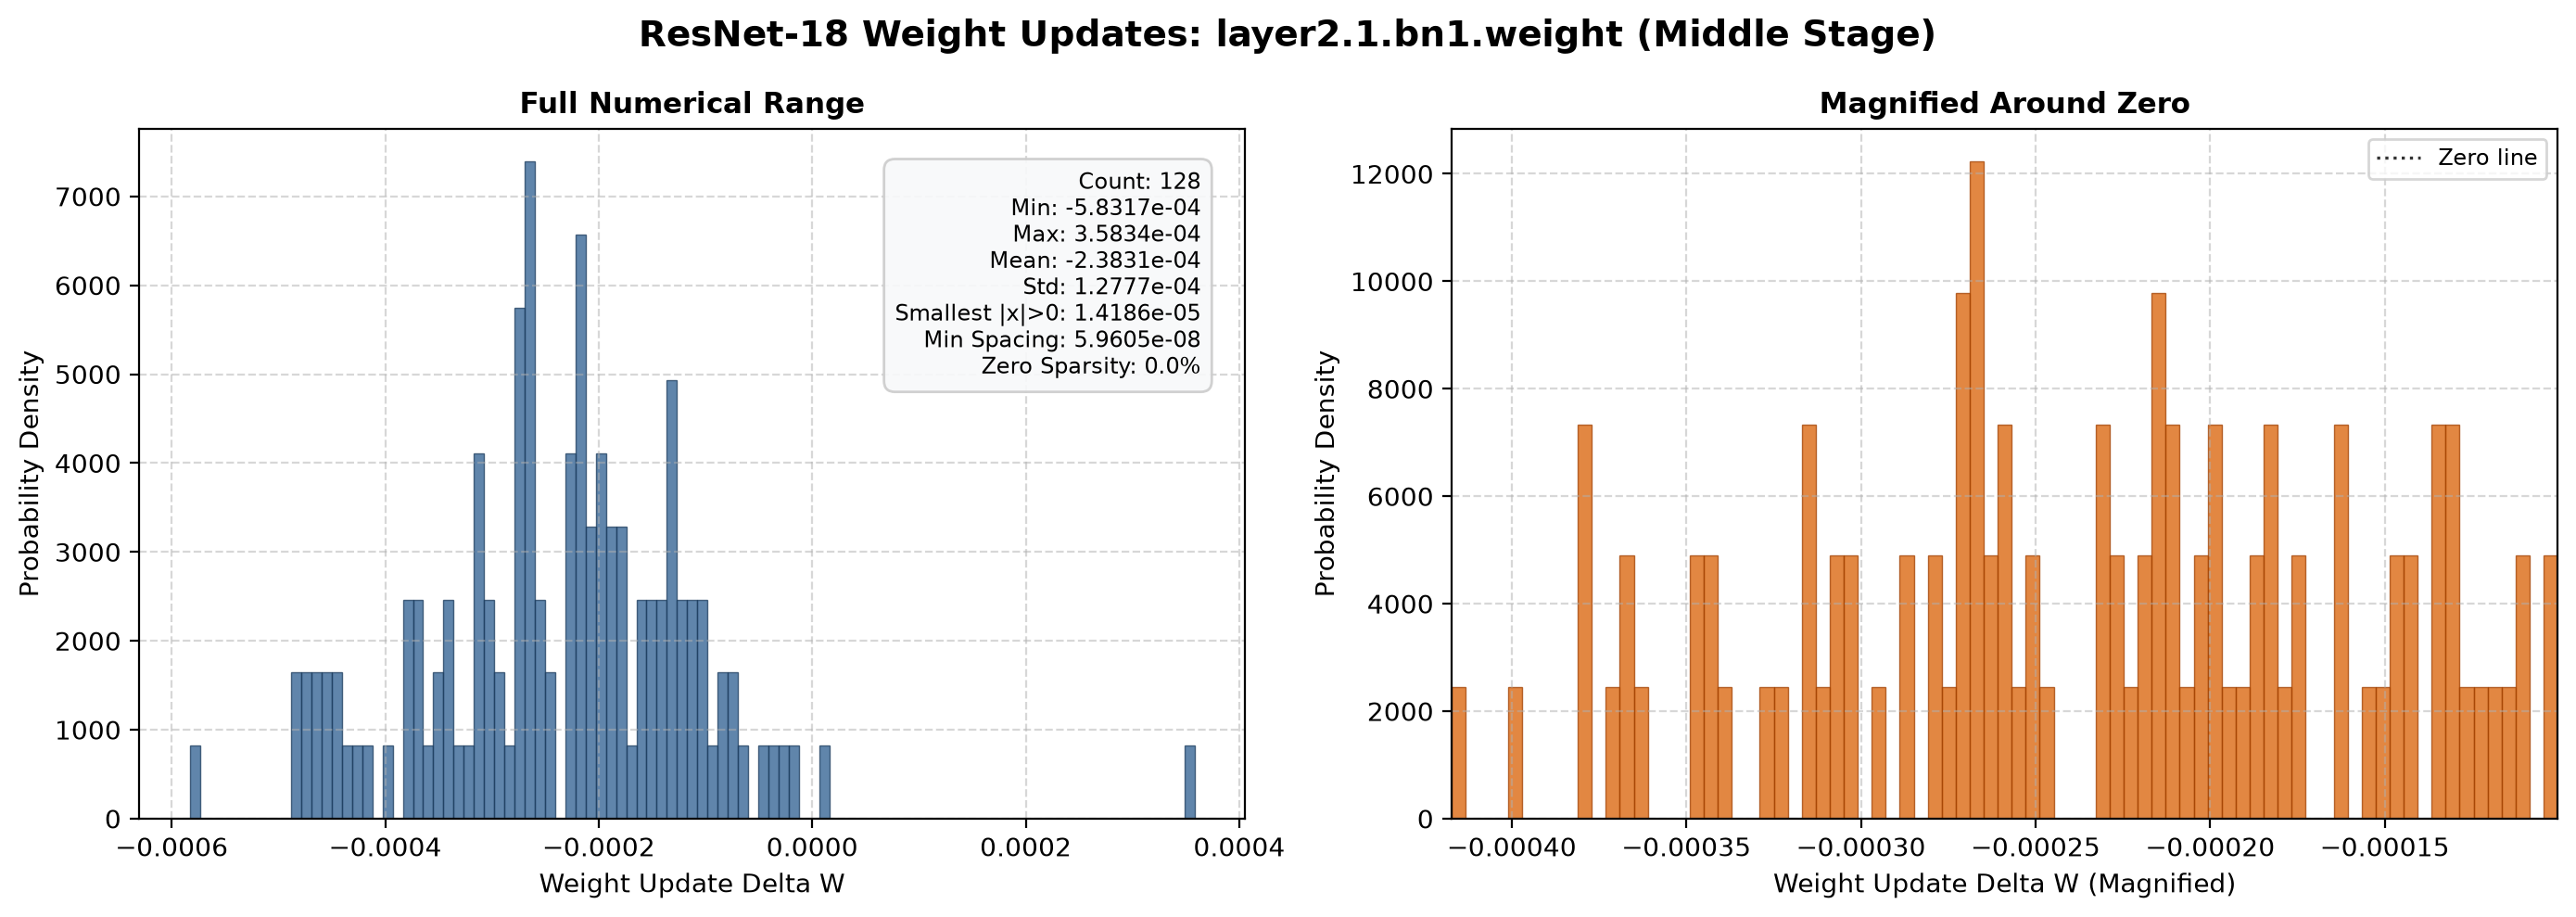 ResNet-18 Weight Updates: layer2.1.bn1.weight (Middle Stage)
Full Numerical Range
Probability Density
7000
6000
5000
4000
3000
2000
1000
0
Count: 128
Min: -5.8317e-04
Max: 3.5834e-04
Mean: -2.3831e-04
Std: 1.2777e-04
Smallest |x|>0: 1.4186e-05
Min Spacing: 5.9605e-08
Zero Sparsity: 0.0%
−0.0006 −0.0004 −0.0002 0.0000 0.0002 0.0004
Weight Update Delta W
Magnified Around Zero
Probability Density
12000
10000
8000
6000
4000
2000
0
Zero line
−0.00040 −0.00035 −0.00030 −0.00025 −0.00020 −0.00015
Weight Update Delta W (Magnified)